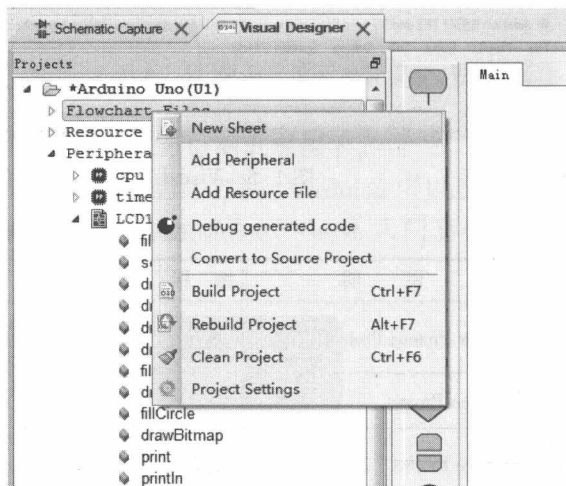 Schematic Capture
Visual Designer
Projects
Main
*Arduino Uno(U1)
Flowchart Files
Resource
New Sheet
Periphera
Add Peripheral
cpu
Add Resource File
time
Debug generated code
LCD1
fil
Convert to Source Project
s
d
Build Project Ctrl+F7
d
Rebuild Project Alt+F7
d
d
Clean Project Ctrl+F6
fil
d
Project Settings
fillCircle
drawBitmap
print
println